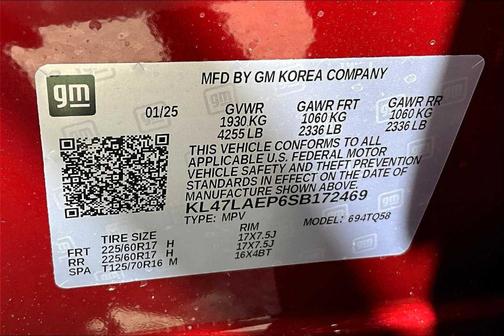 gm
MFD BY GM KOREA COMPANY
01/25 GVWR GAWR FRT GAWR RR
1930 KG 1060 KG 1060 KG
4255 LB 2336 LB 2336 LB
THIS VEHICLE CONFORMS TO ALL
APPLICABLE U.S. FEDERAL MOTOR
VEHICLE SAFETY AND THEFT PREVENTION
STANDARDS IN EFFECT ON THE DATE OF
MANUFACTURE SHOWN ABOVE.
KL47LAEP6SB172469
TYPE: MPV MODEL: 694TQ58
TIRE SIZE RIM
FRT 225/60R17 H 17X7.5J
RR 225/60R17 H 17X7.5J
SPA T125/70R16 M 16X4BT